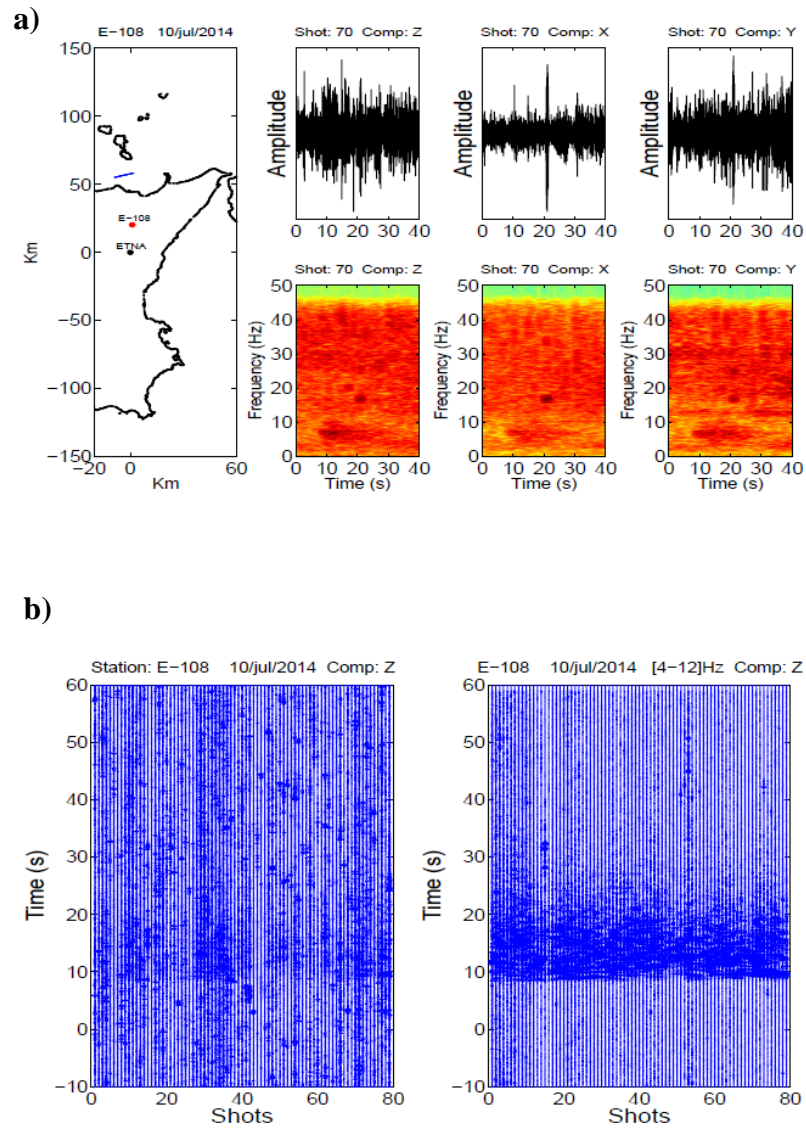 a)
E−108 10/jul/2014
150
100
50
0
−50
−100
−150
Km
−20 0 60
Km
E−108
ETNA
Shot: 70 Comp: Z
Amplitude
0 10 20 30 40
Shot: 70 Comp: X
Amplitude
0 10 20 30 40
Shot: 70 Comp: Y
Amplitude
0 10 20 30 40
Shot: 70 Comp: Z
50
40
30
20
10
0
Frequency (Hz)
0 10 20 30 40
Time (s)
Shot: 70 Comp: X
50
40
30
20
10
0
Frequency (Hz)
0 10 20 30 40
Time (s)
Shot: 70 Comp: Y
50
40
30
20
10
0
Frequency (Hz)
0 10 20 30 40
Time (s)
b)
Station: E−108 10/jul/2014 Comp: Z
60
50
40
30
20
10
0
−10
Time (s)
0 20 40 60 80
Shots
E−108 10/jul/2014 [4−12]Hz Comp: Z
60
50
40
30
20
10
0
−10
Time (s)
0 20 40 60 80
Shots